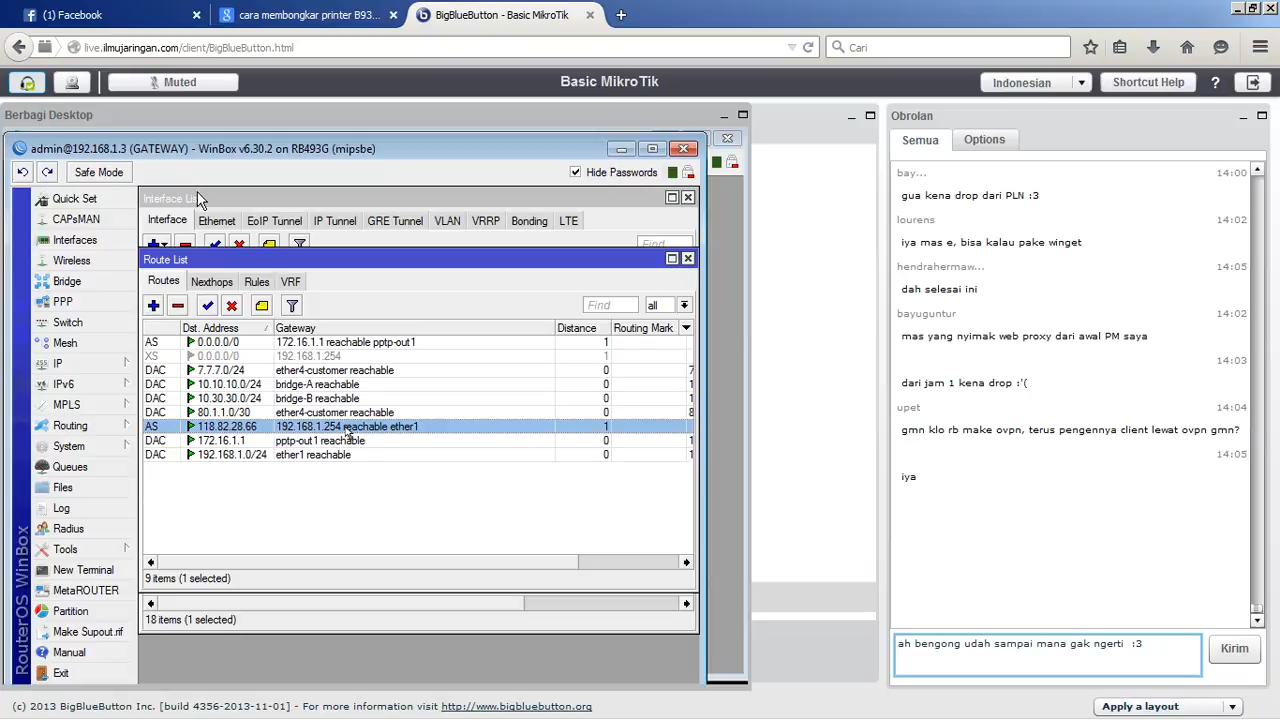 (1) Facebook
cara membongkar printer B93...
BigBlueButton - Basic MikroTik
live.ilmujaringan.com/client/BigBlueButton.html
Cari
Muted
Basic MikroTik
Indonesian
Shortcut Help
?
Berbagi Desktop
admin@192.168.1.3 (GATEWAY) - WinBox v6.30.2 on RB493G (mipsbe)
Safe Mode
Hide Passwords
Quick Set
CAPsMAN
Interfaces
Wireless
Bridge
PPP
Switch
Mesh
IP
IPv6
MPLS
Routing
System
Queues
Files
Log
Radius
Tools
New Terminal
MetaROUTER
Partition
Make Supout.rif
Manual
Exit
RouterOS WinBox
Interface Lis
Interface Ethernet EoIP Tunnel IP Tunnel GRE Tunnel VLAN VRRP Bonding LTE
Find
Route List
Routes Nexthops Rules VRF
Find all
Dst. Address Gateway Distance Routing Mark
AS 0.0.0.0/0 172.16.1.1 reachable pptp-out1 1
XS 0.0.0.0/0 192.168.1.254 1
DAC 7.7.7.0/24 ether4-customer reachable 0 7
DAC 10.10.10.0/24 bridge-A reachable 0 1
DAC 10.30.30.0/24 bridge-B reachable 0 1
DAC 80.1.1.0/30 ether4-customer reachable 0 8
AS 118.82.28.66 192.168.1.254 reachable ether1 1
DAC 172.16.1.1 pptp-out1 reachable 0 1
DAC 192.168.1.0/24 ether1 reachable 0 1
9 items (1 selected)
18 items (1 selected)
Obrolan
Semua Options
bay... 14:00
gua kena drop dari PLN :3
lourens 14:02
iya mas e, bisa kalau pake winget
hendrahermaw... 14:05
dah selesai ini
bayuguntur 14:02
mas yang nyimak web proxy dari awal PM saya
14:03
dari jam 1 kena drop :'(
upet 14:04
gmn klo rb make ovpn, terus pengennya client lewat ovpn gmn?
14:05
iya
ah bengong udah sampai mana gak ngerti :3
Kirim
(c) 2013 BigBlueButton Inc. [build 4356-2013-11-01] - For more information visit http://www.bigbluebutton.org
Apply a layout